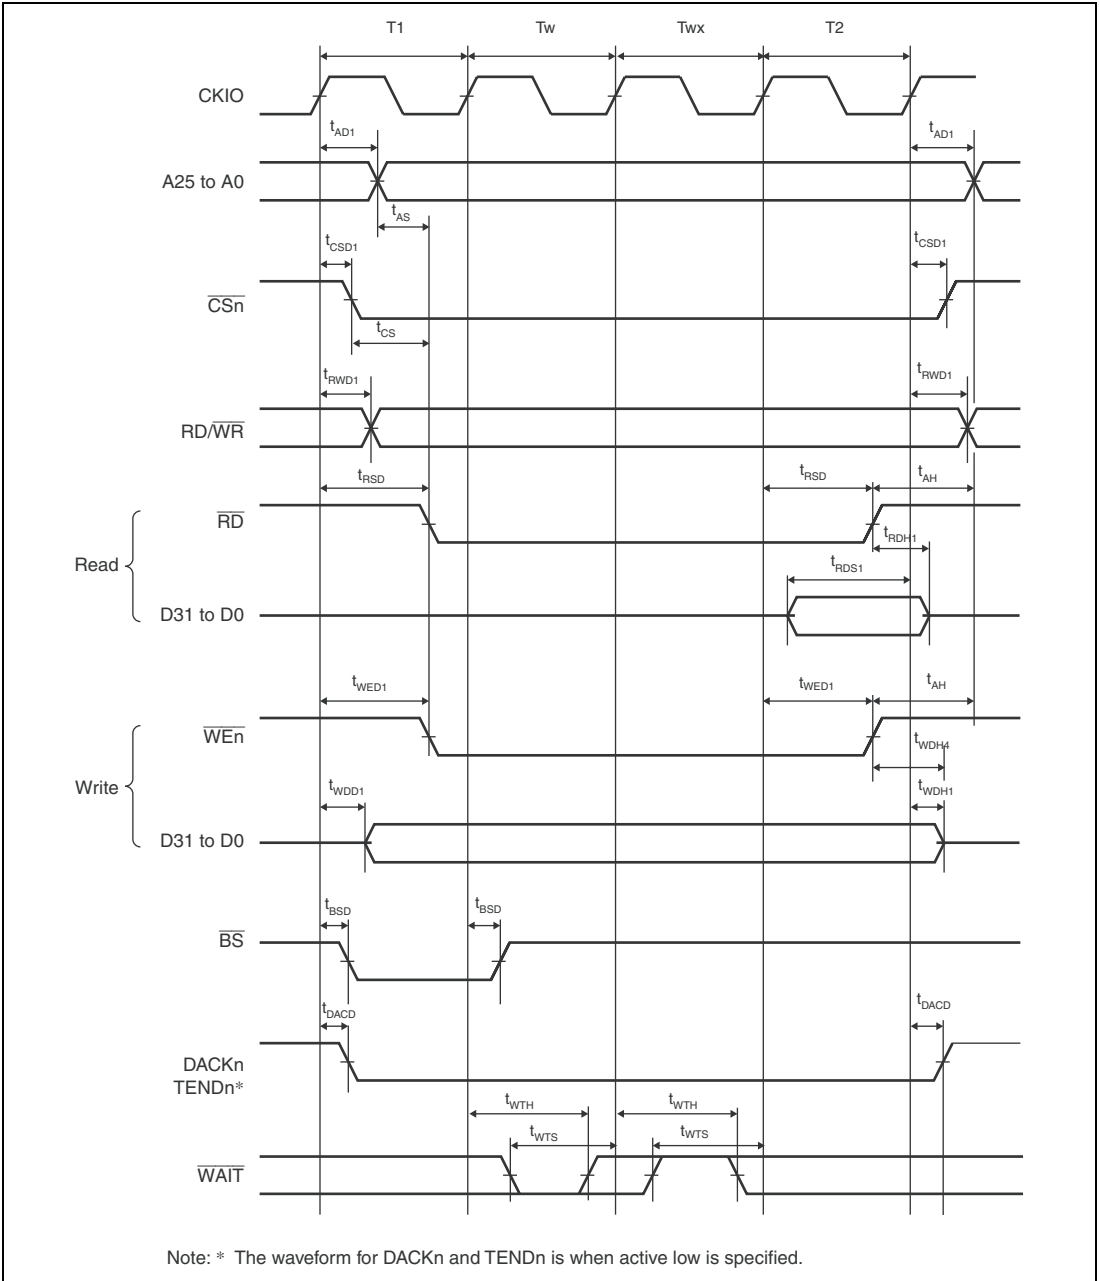 T1 Tw Twx T2
CKIO
tAD1 tAD1
A25 to A0
tAS
tCSD1 tCSD1
CSn
tCS
tRWD1 tRWD1
RD/WR
tRSD tRSD tAH
RD
tRDH1
Read
tRDS1
D31 to D0
tWED1 tWED1 tAH
WEn
tWDH4
Write
tWDD1 tWDH1
D31 to D0
tBSD tBSD
BS
tDACD tDACD
DACKn
TENDn*
tWTH tWTH
tWTS tWTS
WAIT
Note: * The waveform for DACKn and TENDn is when active low is specified.